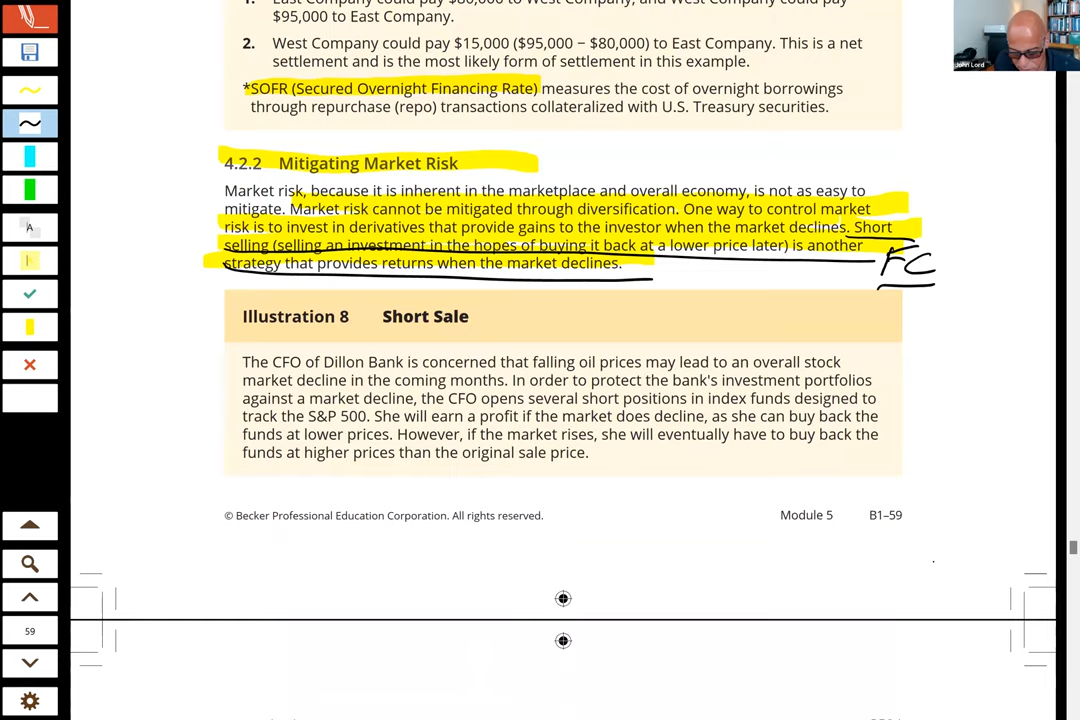 1. East Company could pay $80,000 to West Company, and West Company could pay
$95,000 to East Company.
2. West Company could pay $15,000 ($95,000 − $80,000) to East Company. This is a net
settlement and is the most likely form of settlement in this example.
*SOFR (Secured Overnight Financing Rate) measures the cost of overnight borrowings
through repurchase (repo) transactions collateralized with U.S. Treasury securities.
John Lord
4.2.2 Mitigating Market Risk
Market risk, because it is inherent in the marketplace and overall economy, is not as easy to
mitigate. Market risk cannot be mitigated through diversification. One way to control market
risk is to invest in derivatives that provide gains to the investor when the market declines. Short
selling (selling an investment in the hopes of buying it back at a lower price later) is another
strategy that provides returns when the market declines.
FC
Illustration 8 Short Sale
The CFO of Dillon Bank is concerned that falling oil prices may lead to an overall stock
market decline in the coming months. In order to protect the bank's investment portfolios
against a market decline, the CFO opens several short positions in index funds designed to
track the S&P 500. She will earn a profit if the market does decline, as she can buy back the
funds at lower prices. However, if the market rises, she will eventually have to buy back the
funds at higher prices than the original sale price.
© Becker Professional Education Corporation. All rights reserved.
Module 5 B1–59
A
59